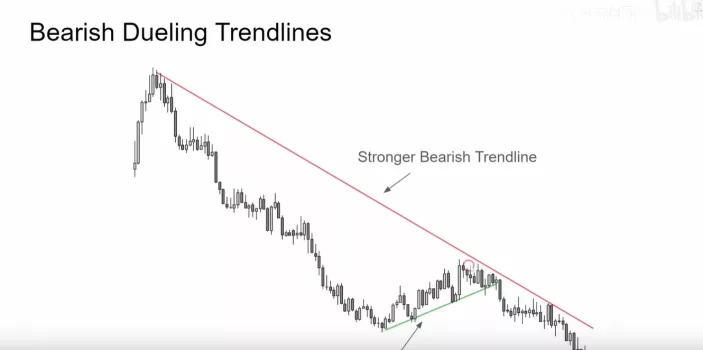 Bearish Dueling Trendlines
Stronger Bearish Trendline